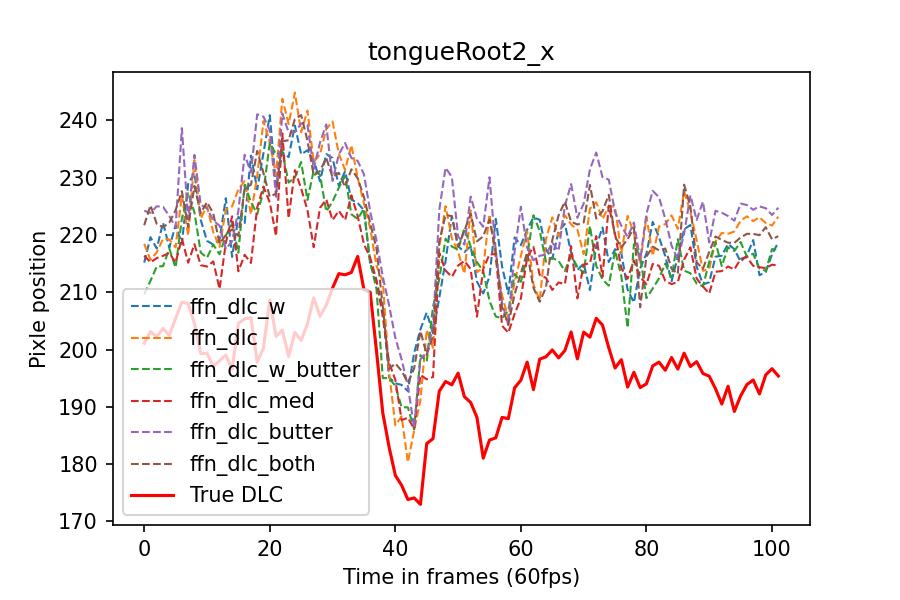 tongueRoot2_x
Pixle position
240
230
220
210
200
190
180
170
ffn_dlc_w
ffn_dlc
ffn_dlc_w_butter
ffn_dlc_med
ffn_dlc_butter
ffn_dlc_both
True DLC
0 20 40 60 80 100
Time in frames (60fps)